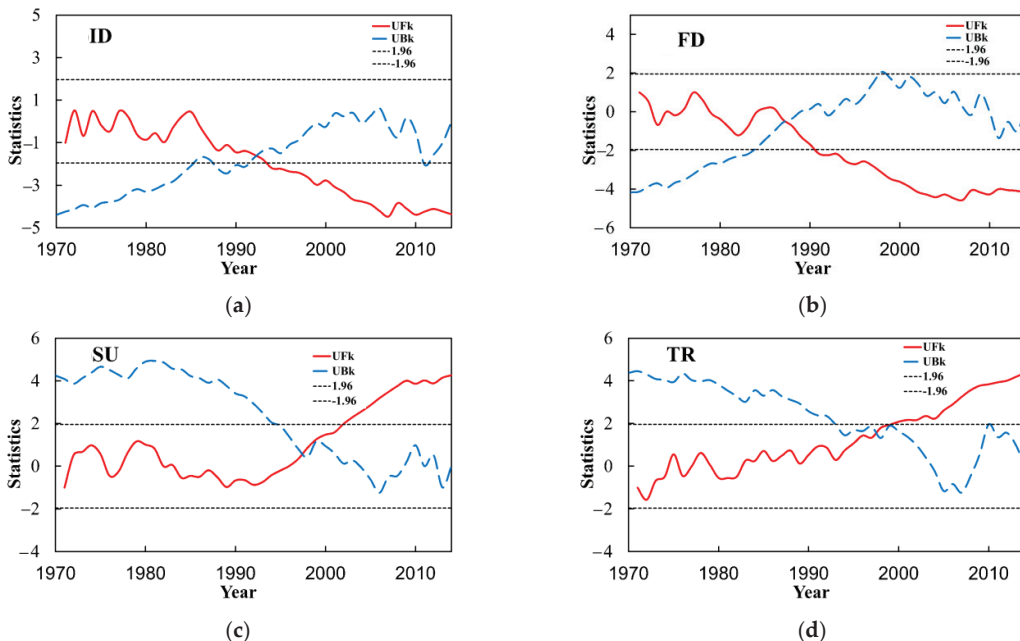 5
3
1
−1
−3
−5
Statistics
ID
UFk
UBk
1.96
-1.96
1970
1980
1990
2000
2010
Year
(a)
4
2
0
−2
−4
−6
Statistics
FD
UFk
UBk
1.96
-1.96
1970
1980
1990
2000
2010
Year
(b)
6
4
2
0
−2
−4
Statistics
SU
UFk
UBk
1.96
-1.96
1970
1980
1990
2000
2010
Year
(c)
6
4
2
0
−2
−4
Statistics
TR
UFk
UBk
1.96
-1.96
1970
1980
1990
2000
2010
Year
(d)